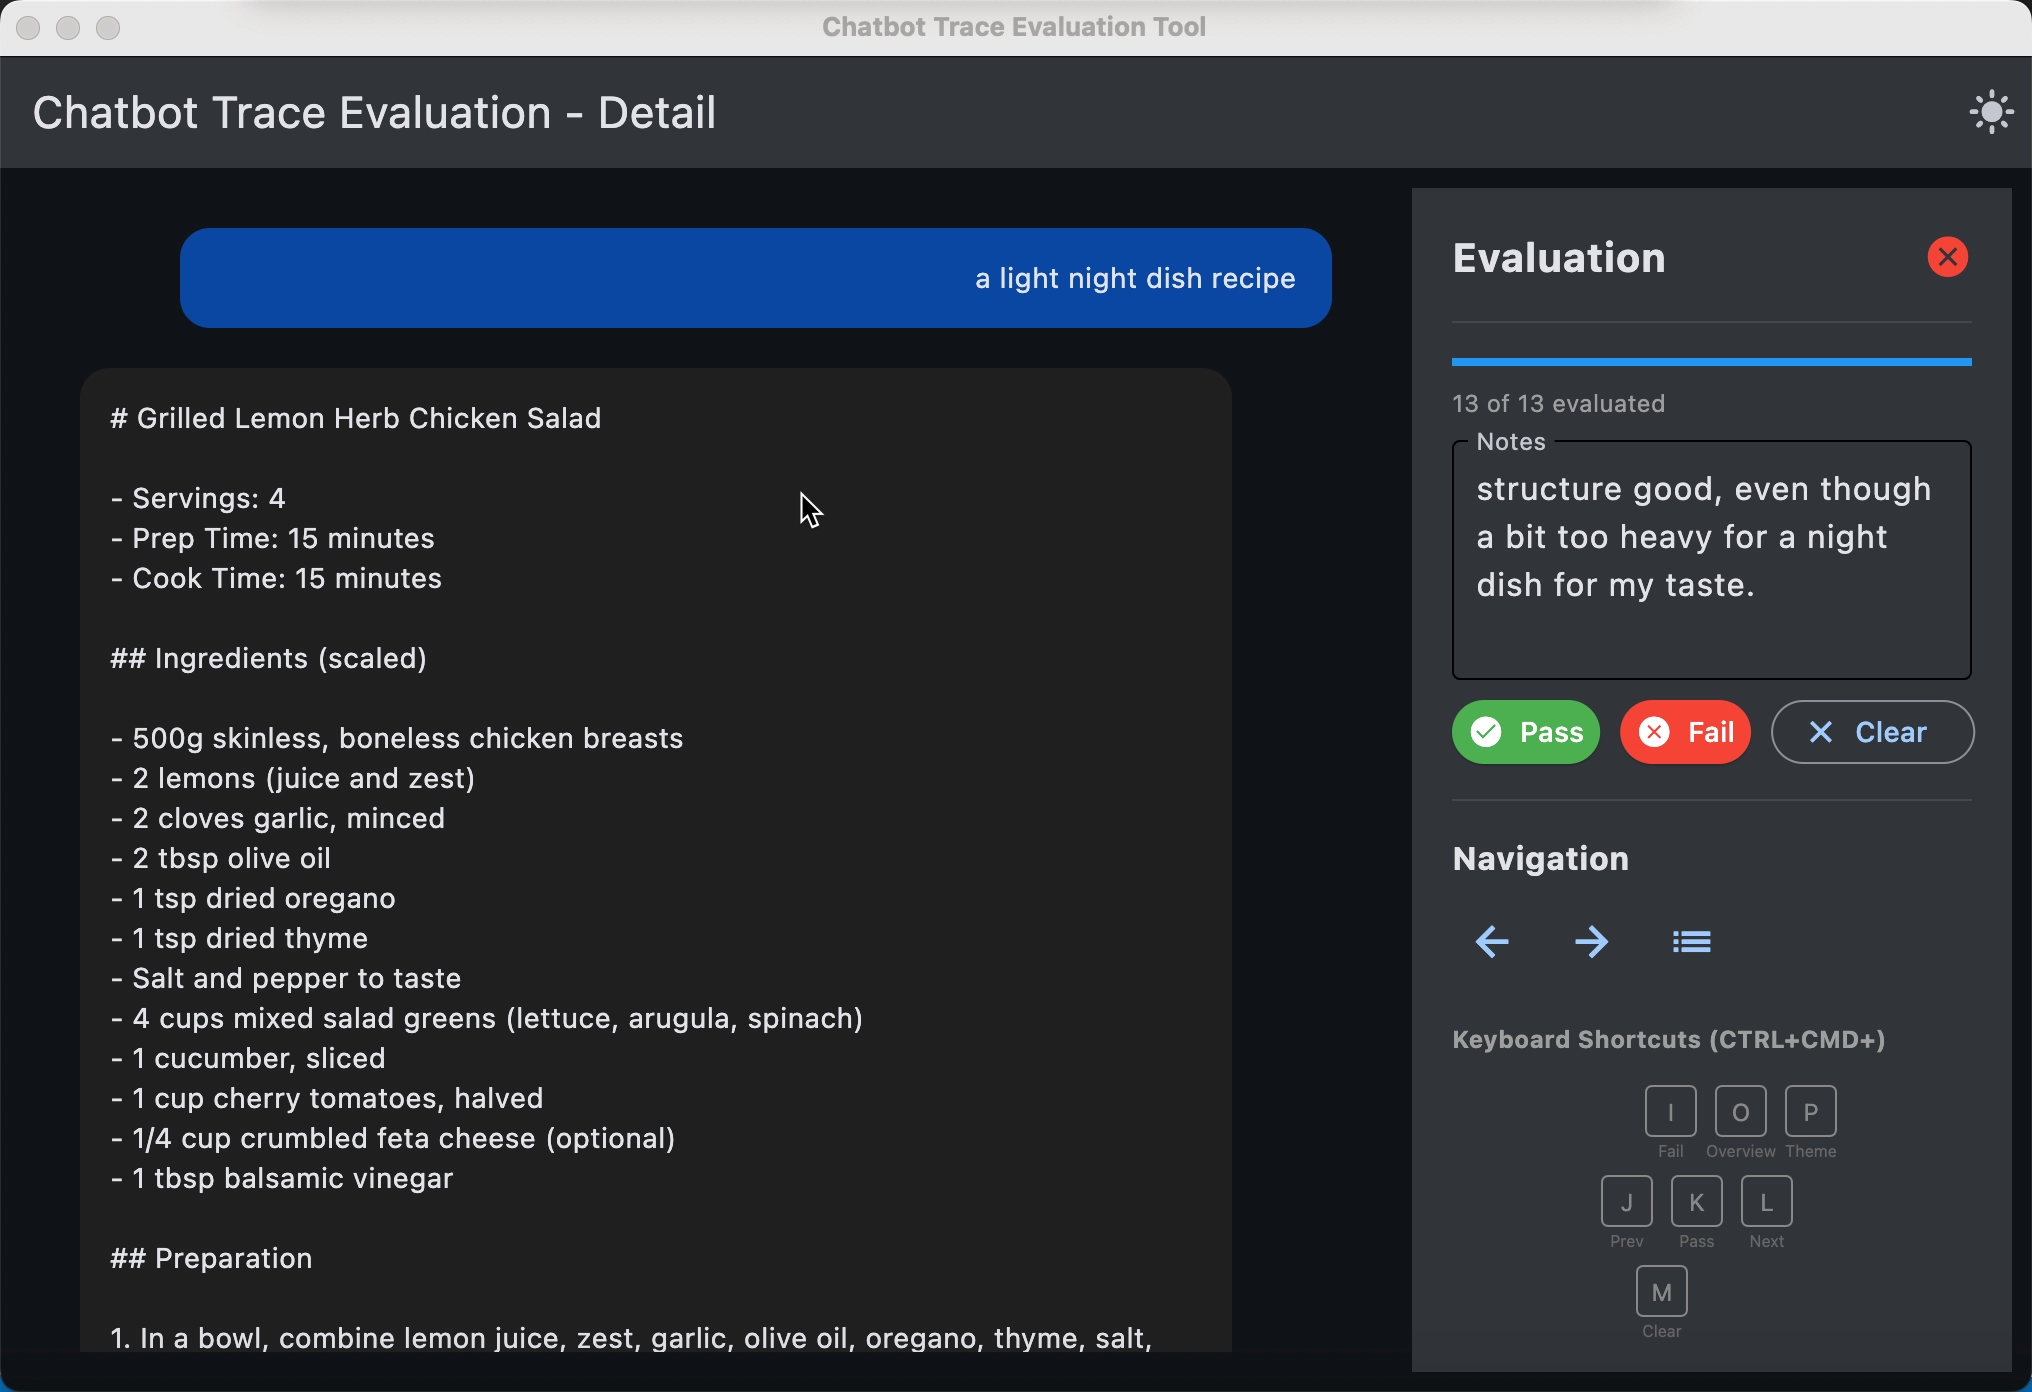 Chatbot Trace Evaluation Tool
Chatbot Trace Evaluation - Detail
a light night dish recipe
# Grilled Lemon Herb Chicken Salad
- Servings: 4
- Prep Time: 15 minutes
- Cook Time: 15 minutes
## Ingredients (scaled)
- 500g skinless, boneless chicken breasts
- 2 lemons (juice and zest)
- 2 cloves garlic, minced
- 2 tbsp olive oil
- 1 tsp dried oregano
- 1 tsp dried thyme
- Salt and pepper to taste
- 4 cups mixed salad greens (lettuce, arugula, spinach)
- 1 cucumber, sliced
- 1 cup cherry tomatoes, halved
- 1/4 cup crumbled feta cheese (optional)
- 1 tbsp balsamic vinegar
## Preparation
1. In a bowl, combine lemon juice, zest, garlic, olive oil, oregano, thyme, salt,
Evaluation
13 of 13 evaluated
Notes
structure good, even though
a bit too heavy for a night
dish for my taste.
Pass Fail Clear
Navigation
Keyboard Shortcuts (CTRL+CMD+)
I O P
Fail Overview Theme
J K L
Prev Pass Next
M
Clear